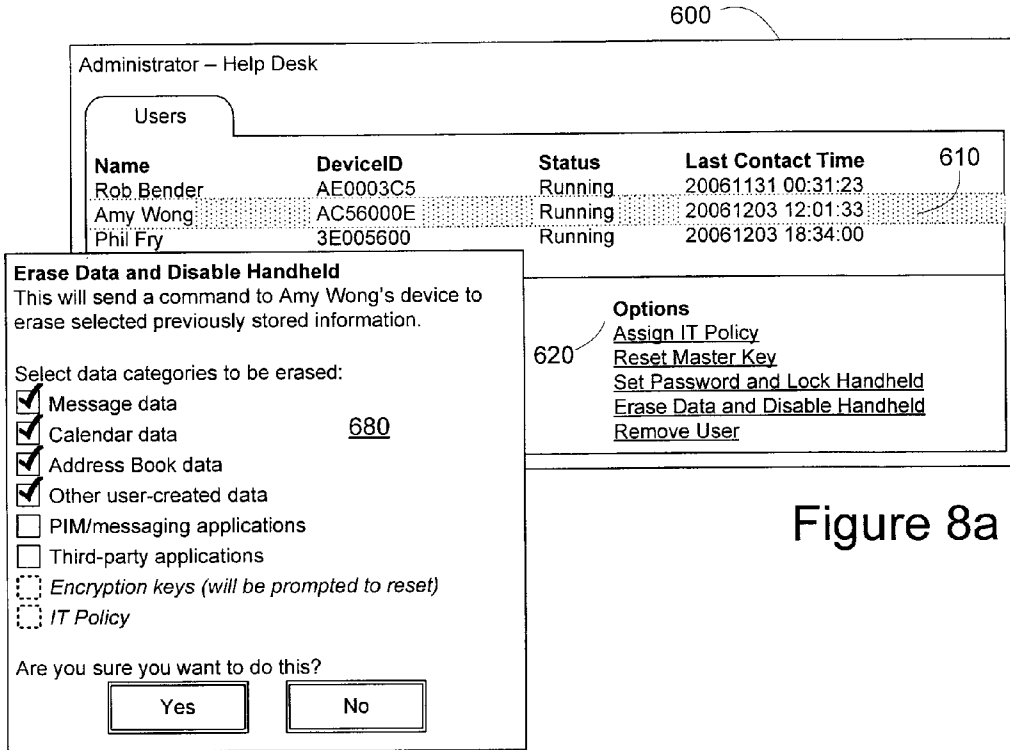 600
Administrator – Help Desk
Users
Name DeviceID Status Last Contact Time 610
Rob Bender AE0003C5 Running 20061131 00:31:23
Amy Wong AC56000E Running 20061203 12:01:33
Phil Fry 3E005600 Running 20061203 18:34:00
Erase Data and Disable Handheld
This will send a command to Amy Wong's device to
erase selected previously stored information.
Select data categories to be erased:
Message data
Calendar data
680
Address Book data
Other user-created data
PIM/messaging applications
Third-party applications
Encryption keys (will be prompted to reset)
IT Policy
Are you sure you want to do this?
Yes No
620
Options
Assign IT Policy
Reset Master Key
Set Password and Lock Handheld
Erase Data and Disable Handheld
Remove User
Figure 8a